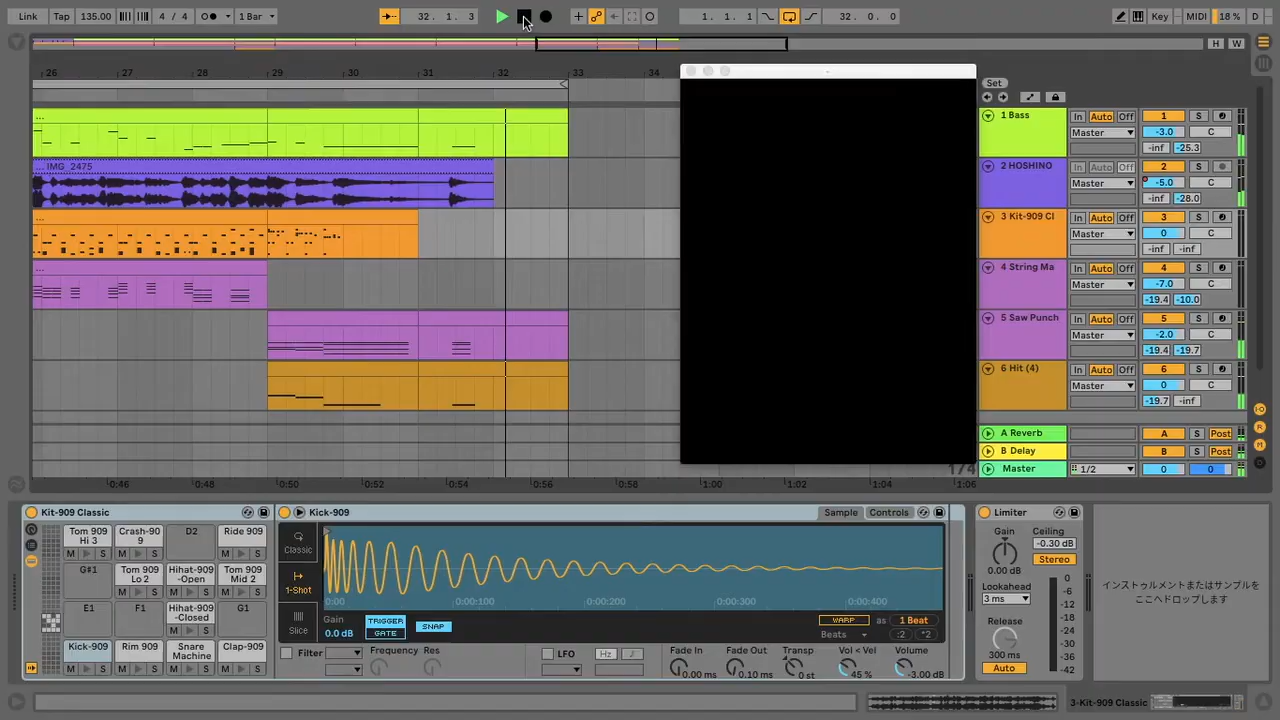 Link Tap 135.00 4 / 4 1 Bar 32. 1. 3 1. 1. 1 32. 0. 0 Key MIDI 18 % D
H W
26 27 28 29 30 31 32 33 34
Set
... 1 Bass In Auto Off 1 S
Master -3.0 C
-inf -25.3
... IMG_2475 2 HOSHINO In Auto Off 2 S
Master -5.0 C
-inf -28.0
... 3 Kit-909 Cl In Auto Off 3 S
Master 0 C
-inf -inf
... 4 String Ma In Auto Off 4 S
Master -7.0 C
-19.4 -10.0
5 Saw Punch In Auto Off 5 S
Master -2.0 C
-19.4 -19.7
6 Hit (4) In Auto Off 6 S
Master 0 C
-19.7 -inf
A Reverb A S Post
B Delay B S Post
1/4 Master 1/2 0 0
0:46 0:48 0:50 0:52 0:54 0:56 0:58 1:00 1:02 1:04 1:06
Kit-909 Classic Kick-909 Sample Controls Limiter
Tom 909 Hi 3 Crash-909 D2 Ride 909
M S M S M S
G#1 Tom 909 Lo 2 Hihat-909-Open Tom 909 Mid 2
M S M S M S
E1 F1 Hihat-909-Closed G1
M S
Kick-909 Rim 909 Snare Machine Clap-909
M S M S M S M S
Classic
1-Shot
Slice
0:00 0:00:100 0:00:200 0:00:300 0:00:400
Gain 0.0 dB TRIGGER GATE SNAP WARP as 1 Beat
Beats :2 *2
Filter Frequency Res LFO Hz Fade In Fade Out Transp Vol < Vel Volume
0.00 ms 0.10 ms 0 st 45 % -3.00 dB
Gain Ceiling
-0.30 dB
0.00 dB Stereo
Lookahead
3 ms
Release
300 ms
Auto
0
-6
-12
-18
-24
-30
-36
-42
インストゥルメントまたはサンプルを
ここへドロップします
3-Kit-909 Classic